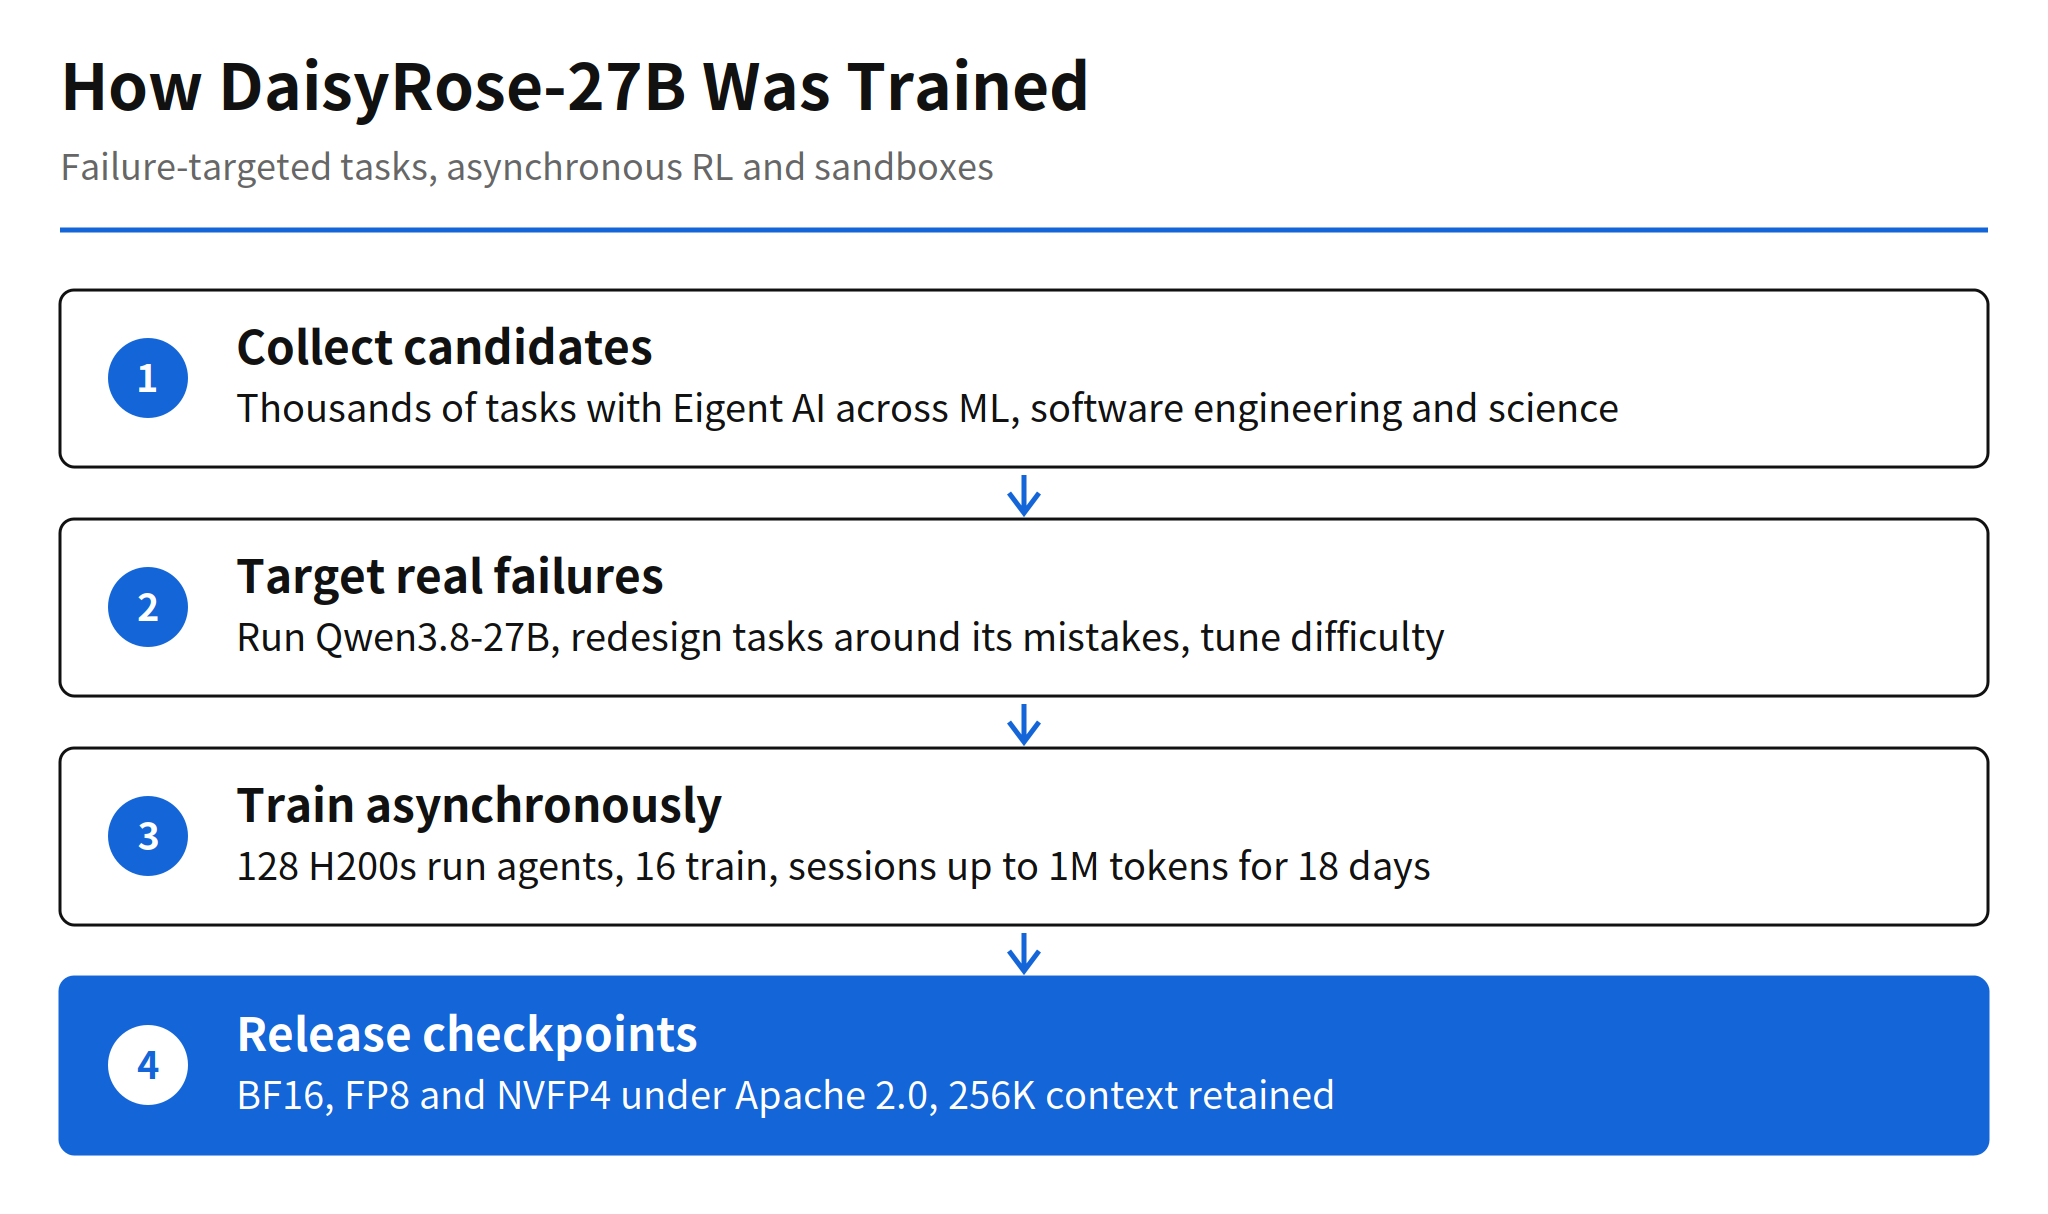 How DaisyRose-27B Was Trained
Failure-targeted tasks, asynchronous RL and sandboxes
1
Collect candidates
Thousands of tasks with Eigent AI across ML, software engineering and science
2
Target real failures
Run Qwen3.8-27B, redesign tasks around its mistakes, tune difficulty
3
Train asynchronously
128 H200s run agents, 16 train, sessions up to 1M tokens for 18 days
4
Release checkpoints
BF16, FP8 and NVFP4 under Apache 2.0, 256K context retained